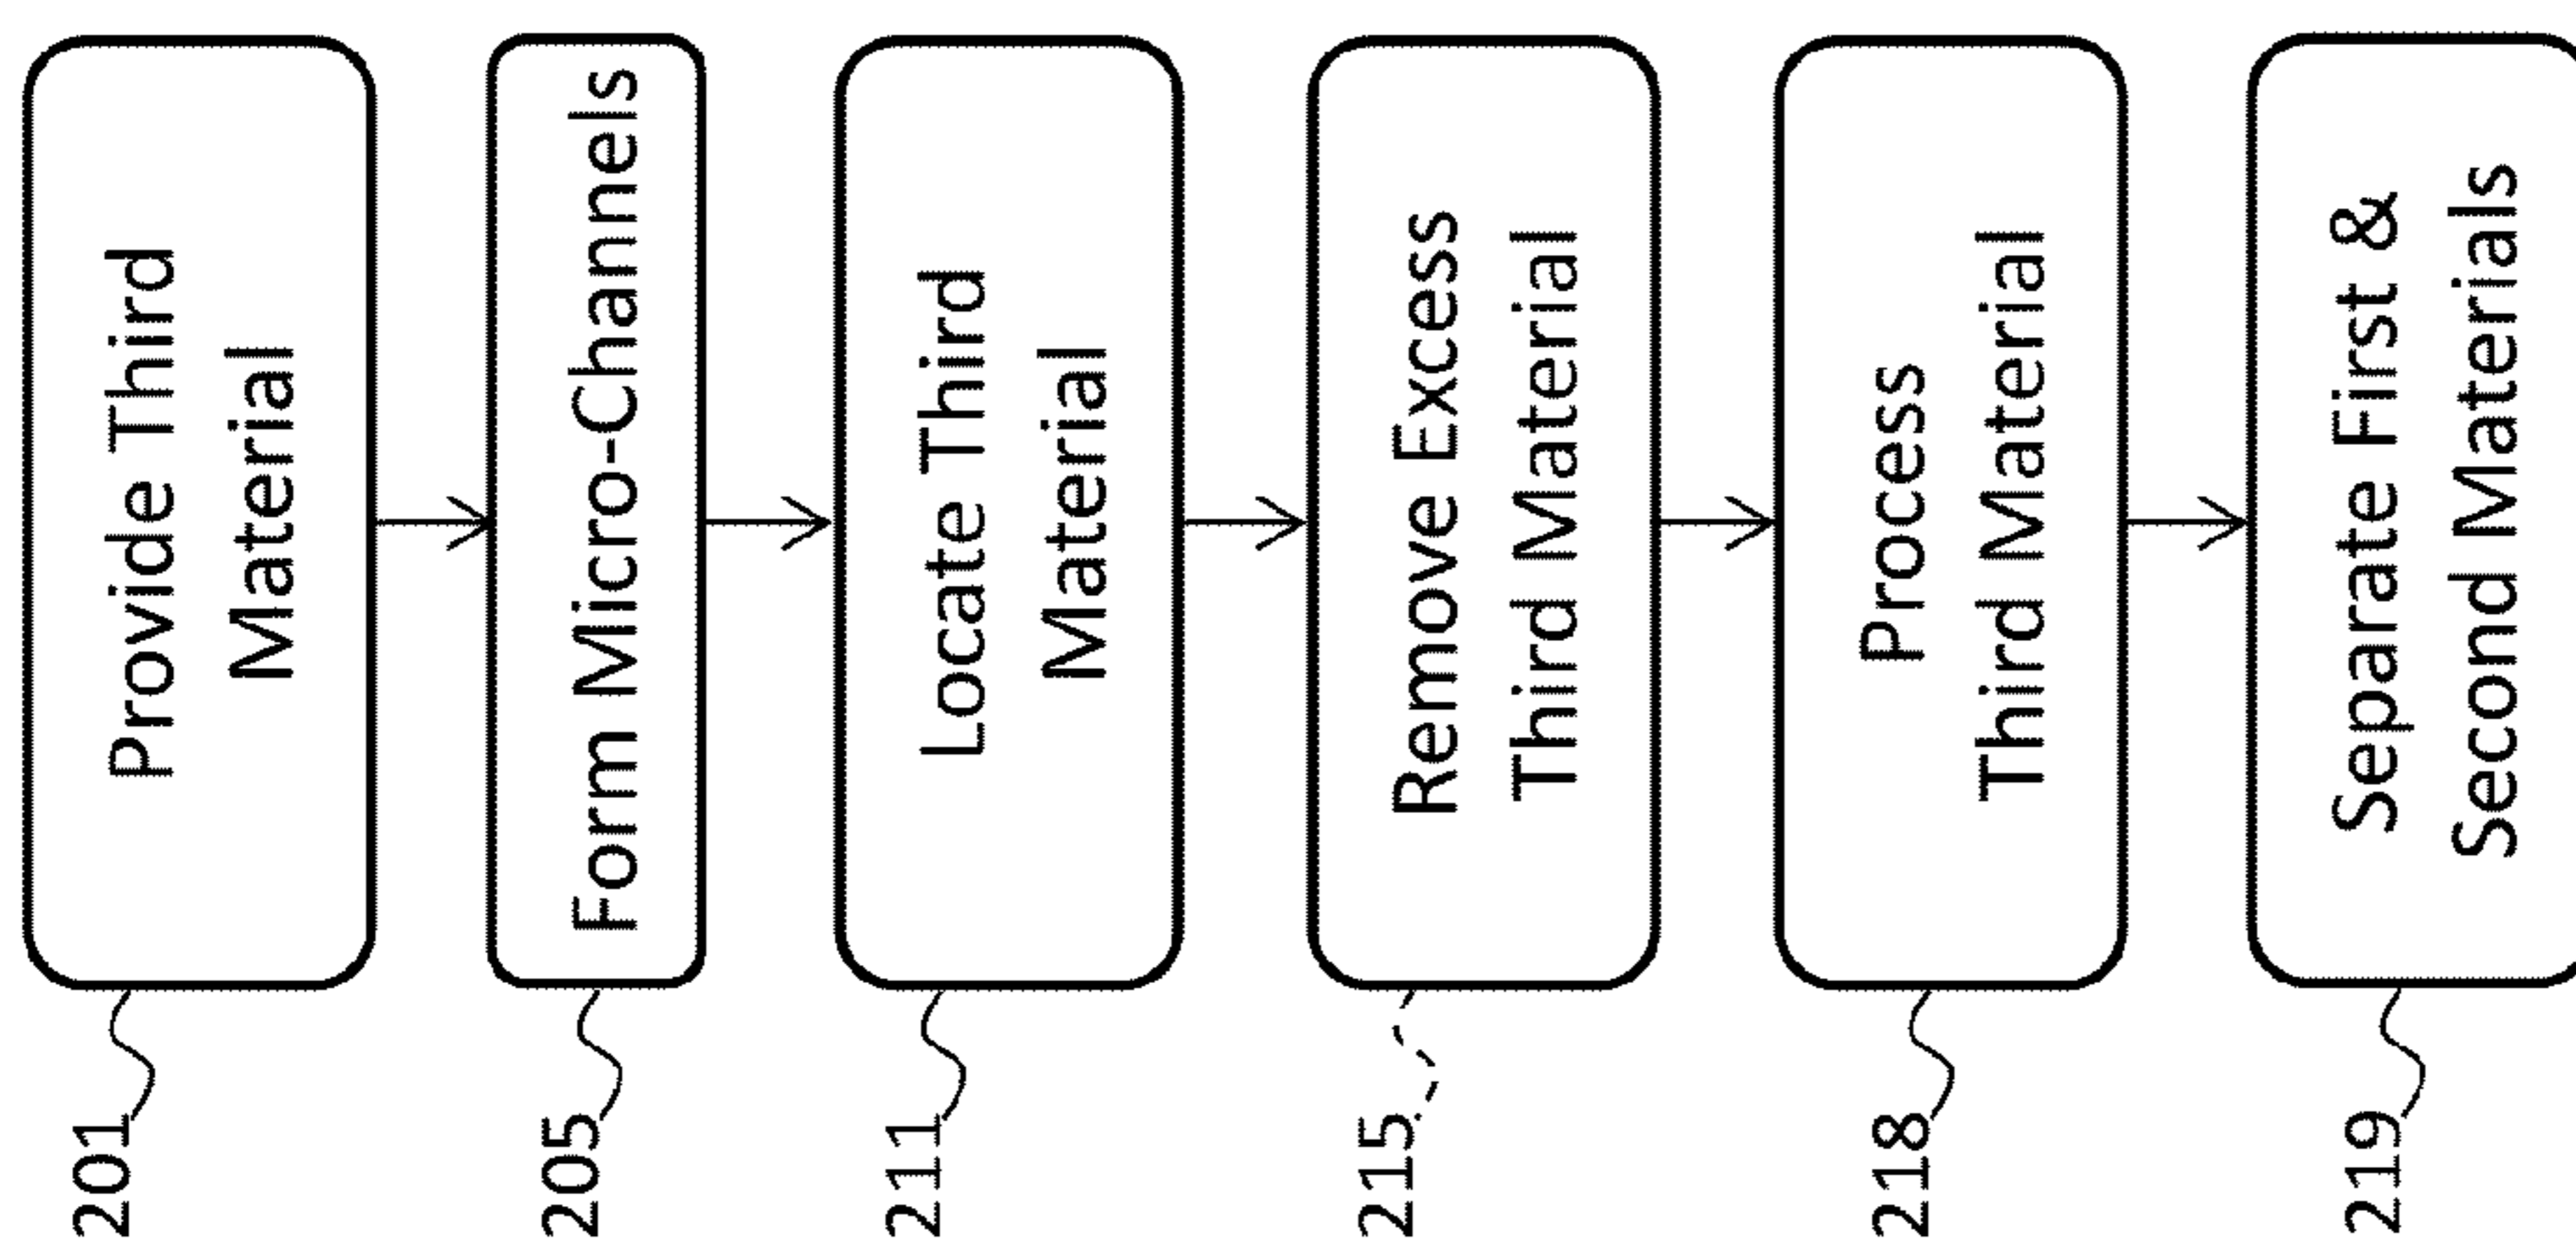 201
Provide Third
Material
205
Form Micro-Channels
211
Locate Third
Material
215
Remove Excess
Third Material
218
Process
Third Material
219
Separate First &
Second Materials